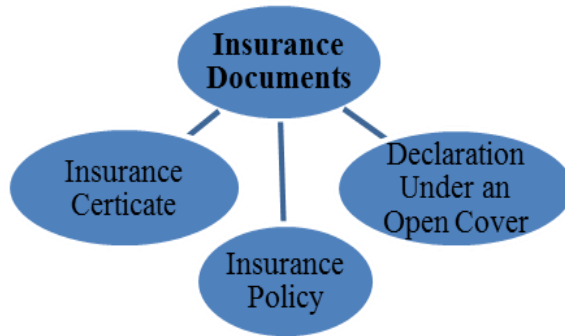 Insurance
Documents
Insurance
Certicate
Declaration
Under an
Open Cover
Insurance
Policy